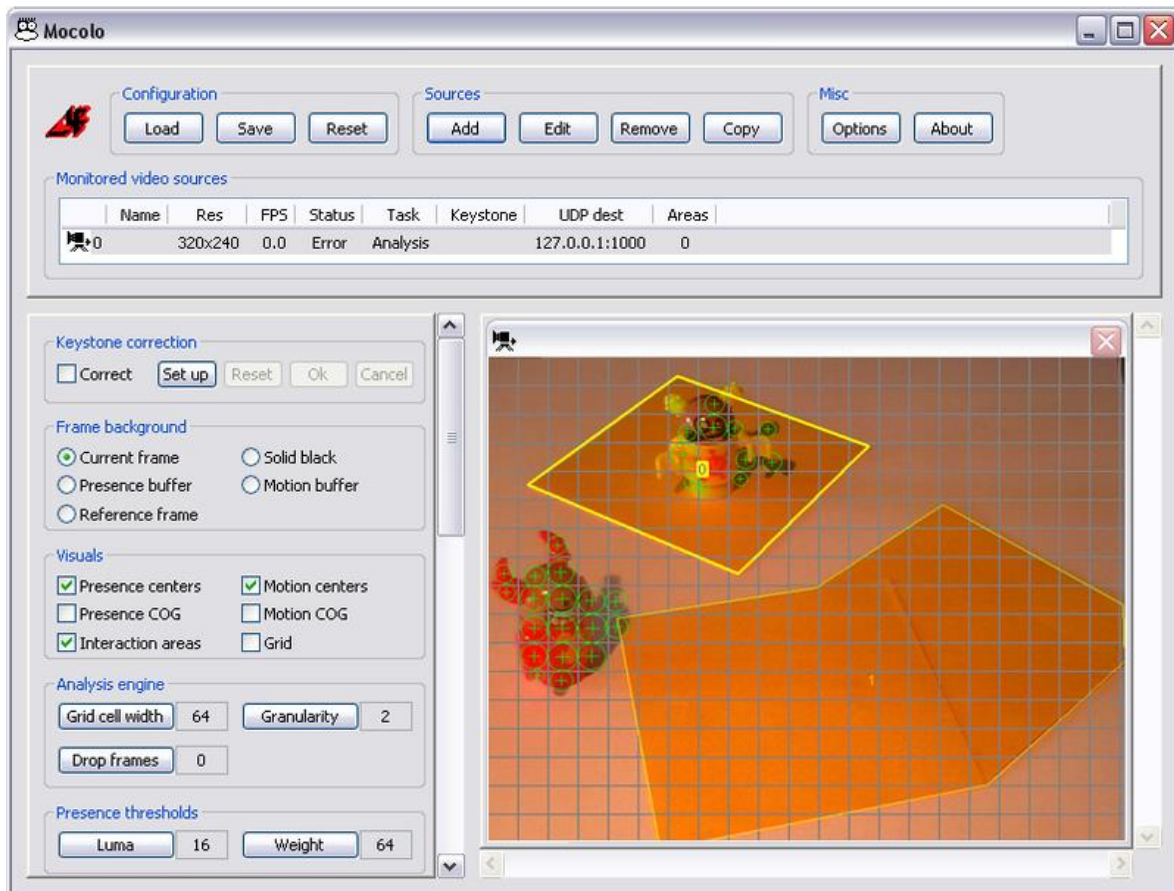 Mocolo
Configuration Sources Misc
Load Save Reset Add Edit Remove Copy Options About
Monitored video sources
Name Res FPS Status Task Keystone UDP dest Areas
0 320x240 0.0 Error Analysis 127.0.0.1:1000 0
Keystone correction
Correct Set up Reset Ok Cancel
Frame background
Current frame Solid black
Presence buffer Motion buffer
Reference frame
Visuals
Presence centers Motion centers
Presence COG Motion COG
Interaction areas Grid
Analysis engine
Grid cell width 64 Granularity 2
Drop frames 0
Presence thresholds
Luma 16 Weight 64
0
1